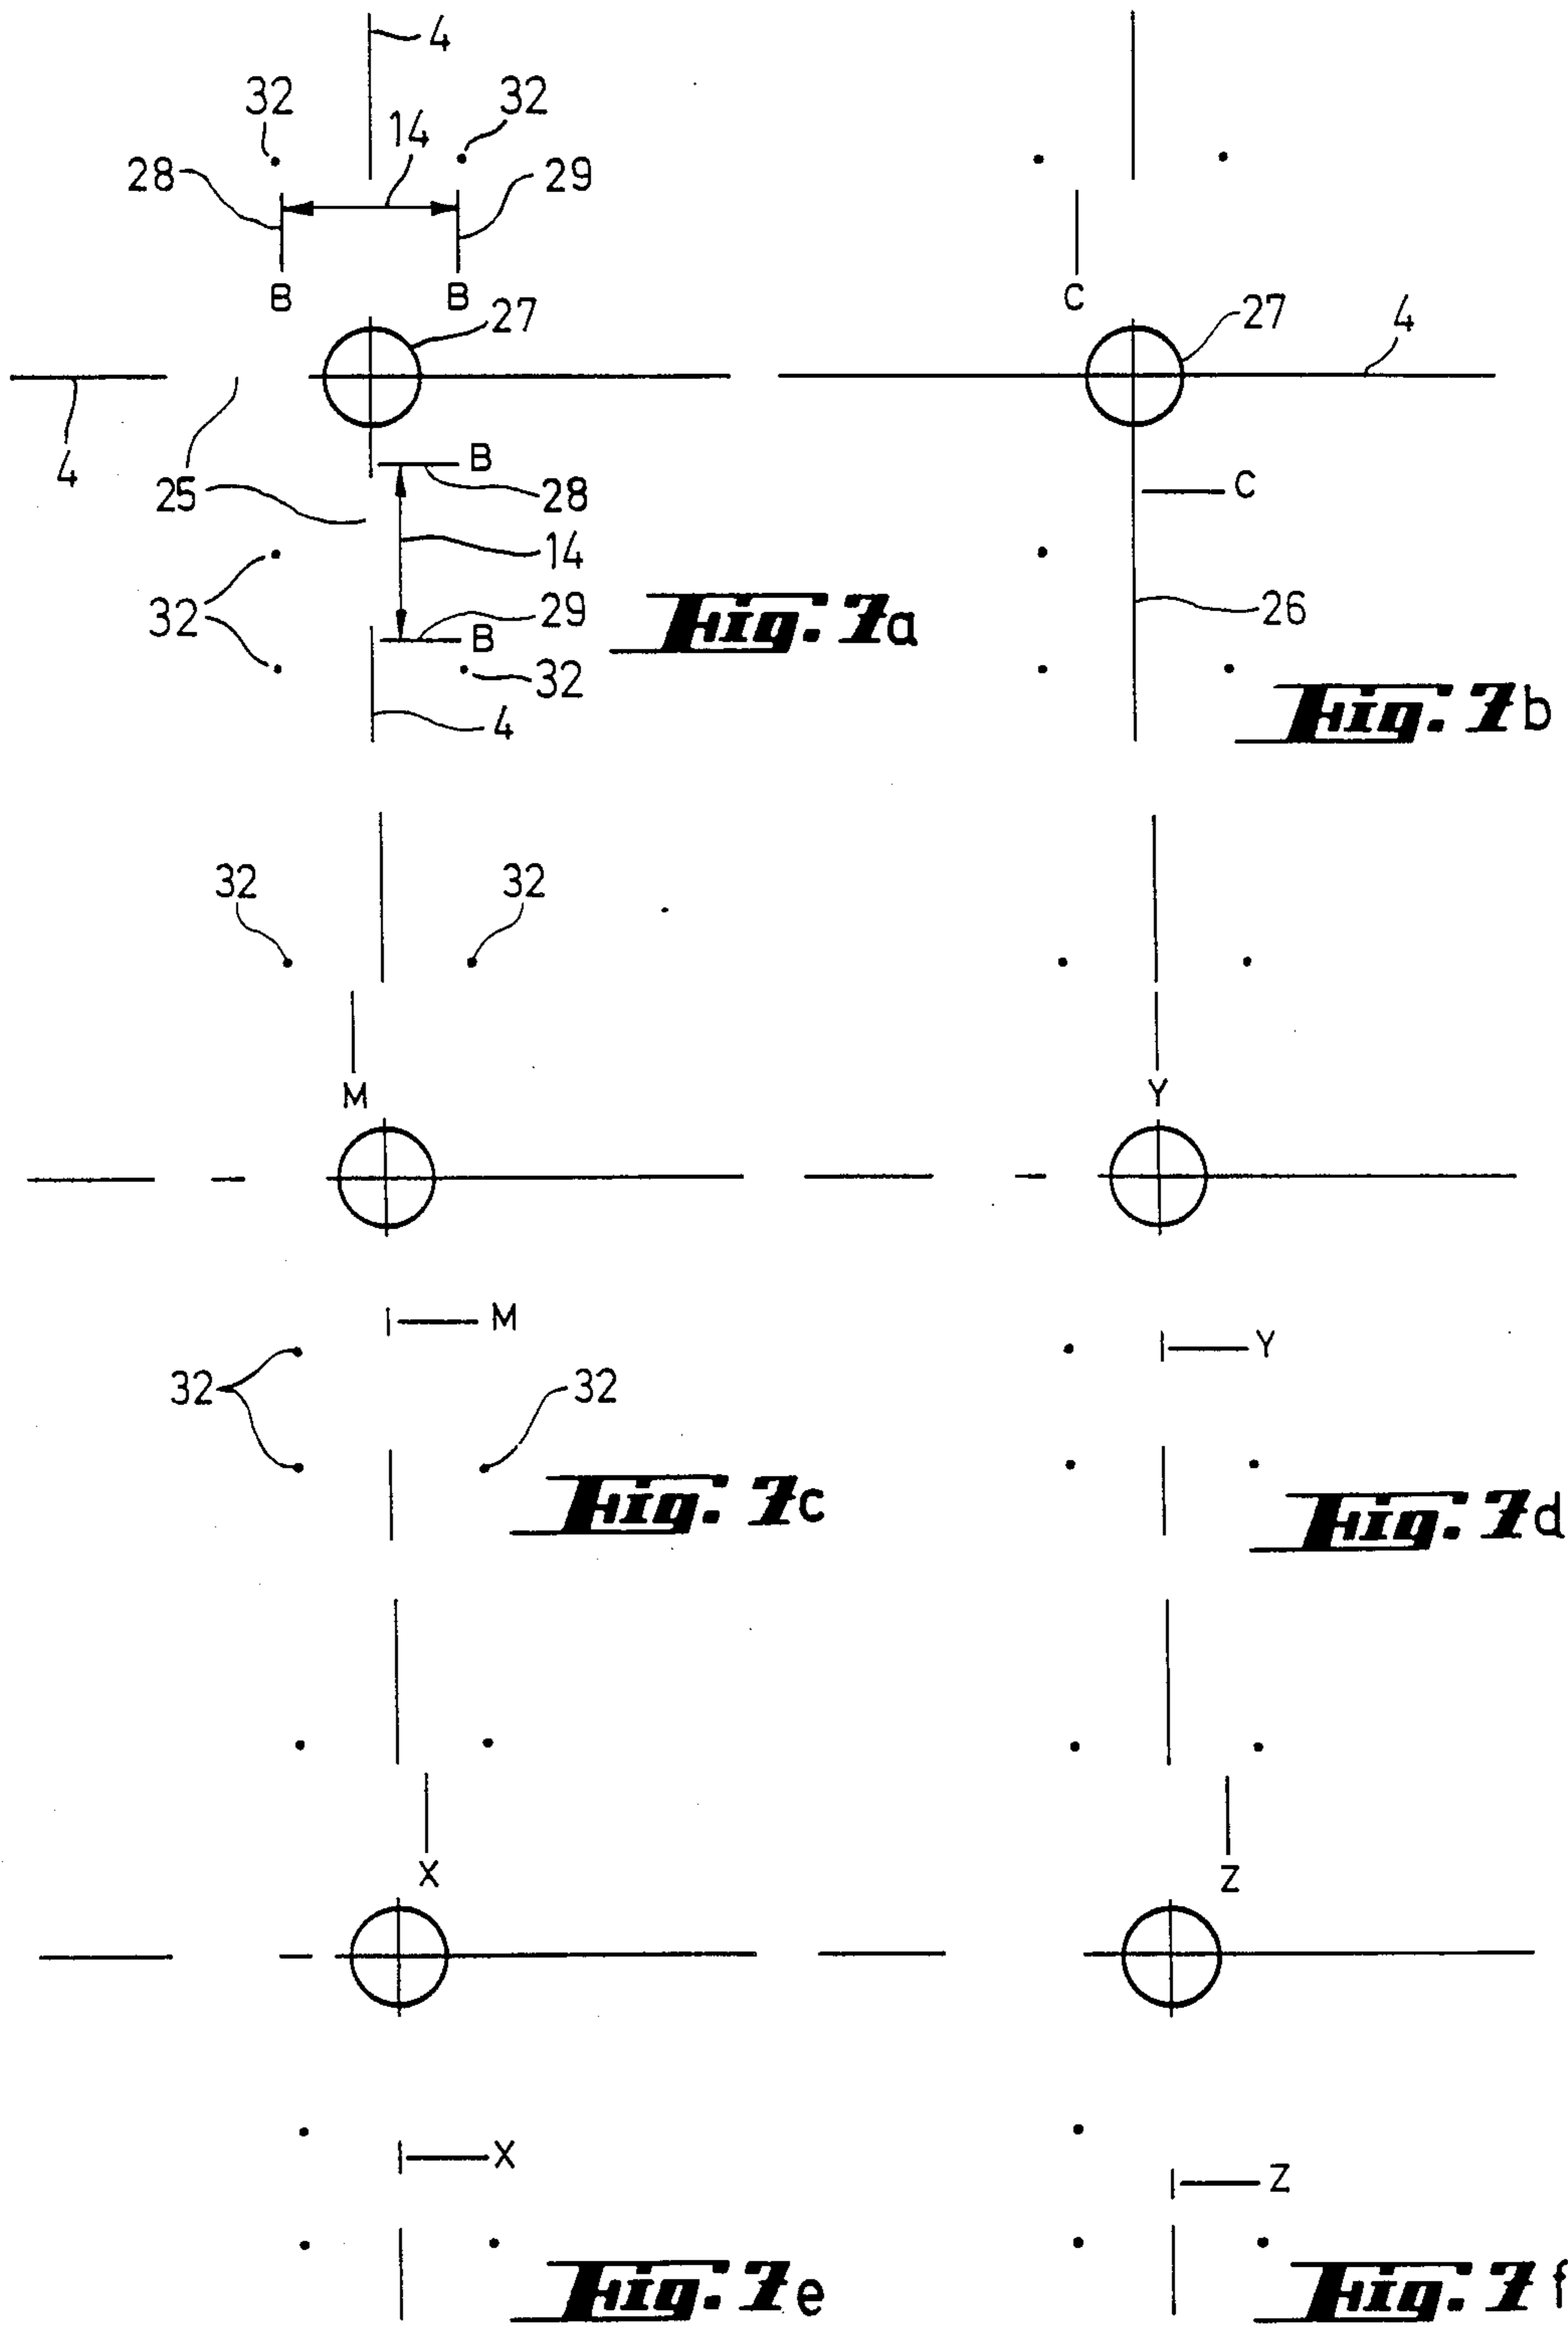 4
32 32
14
28 29
B B
27
4
25
B
28
14
32
29
B
32
4
Fig. 7a
C
27
4
C
26
Fig. 7b
32 32
M
M
32 32
Fig. 7c
Y
Y
Fig. 7d
X
X
Fig. 7e
Z
Z
Fig. 7f